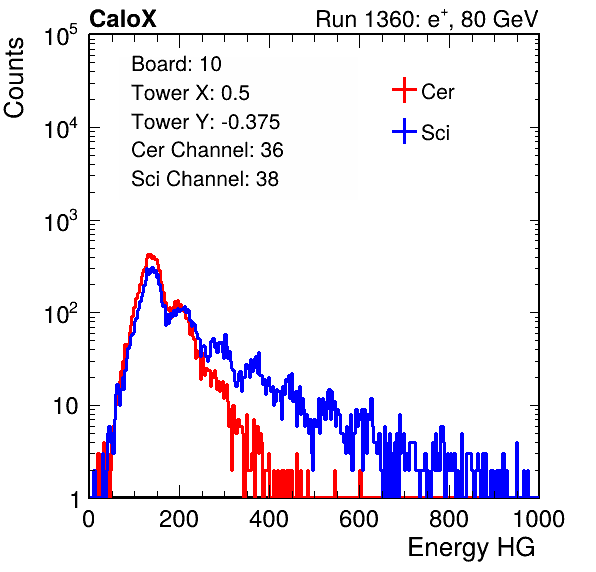 CaloX Run 1360: e⁺, 80 GeV
Counts
Board: 10
Tower X: 0.5
Tower Y: -0.375
Cer Channel: 36
Sci Channel: 38
Cer
Sci
10⁵
10⁴
10³
10²
10
1
0 200 400 600 800 1000
Energy HG